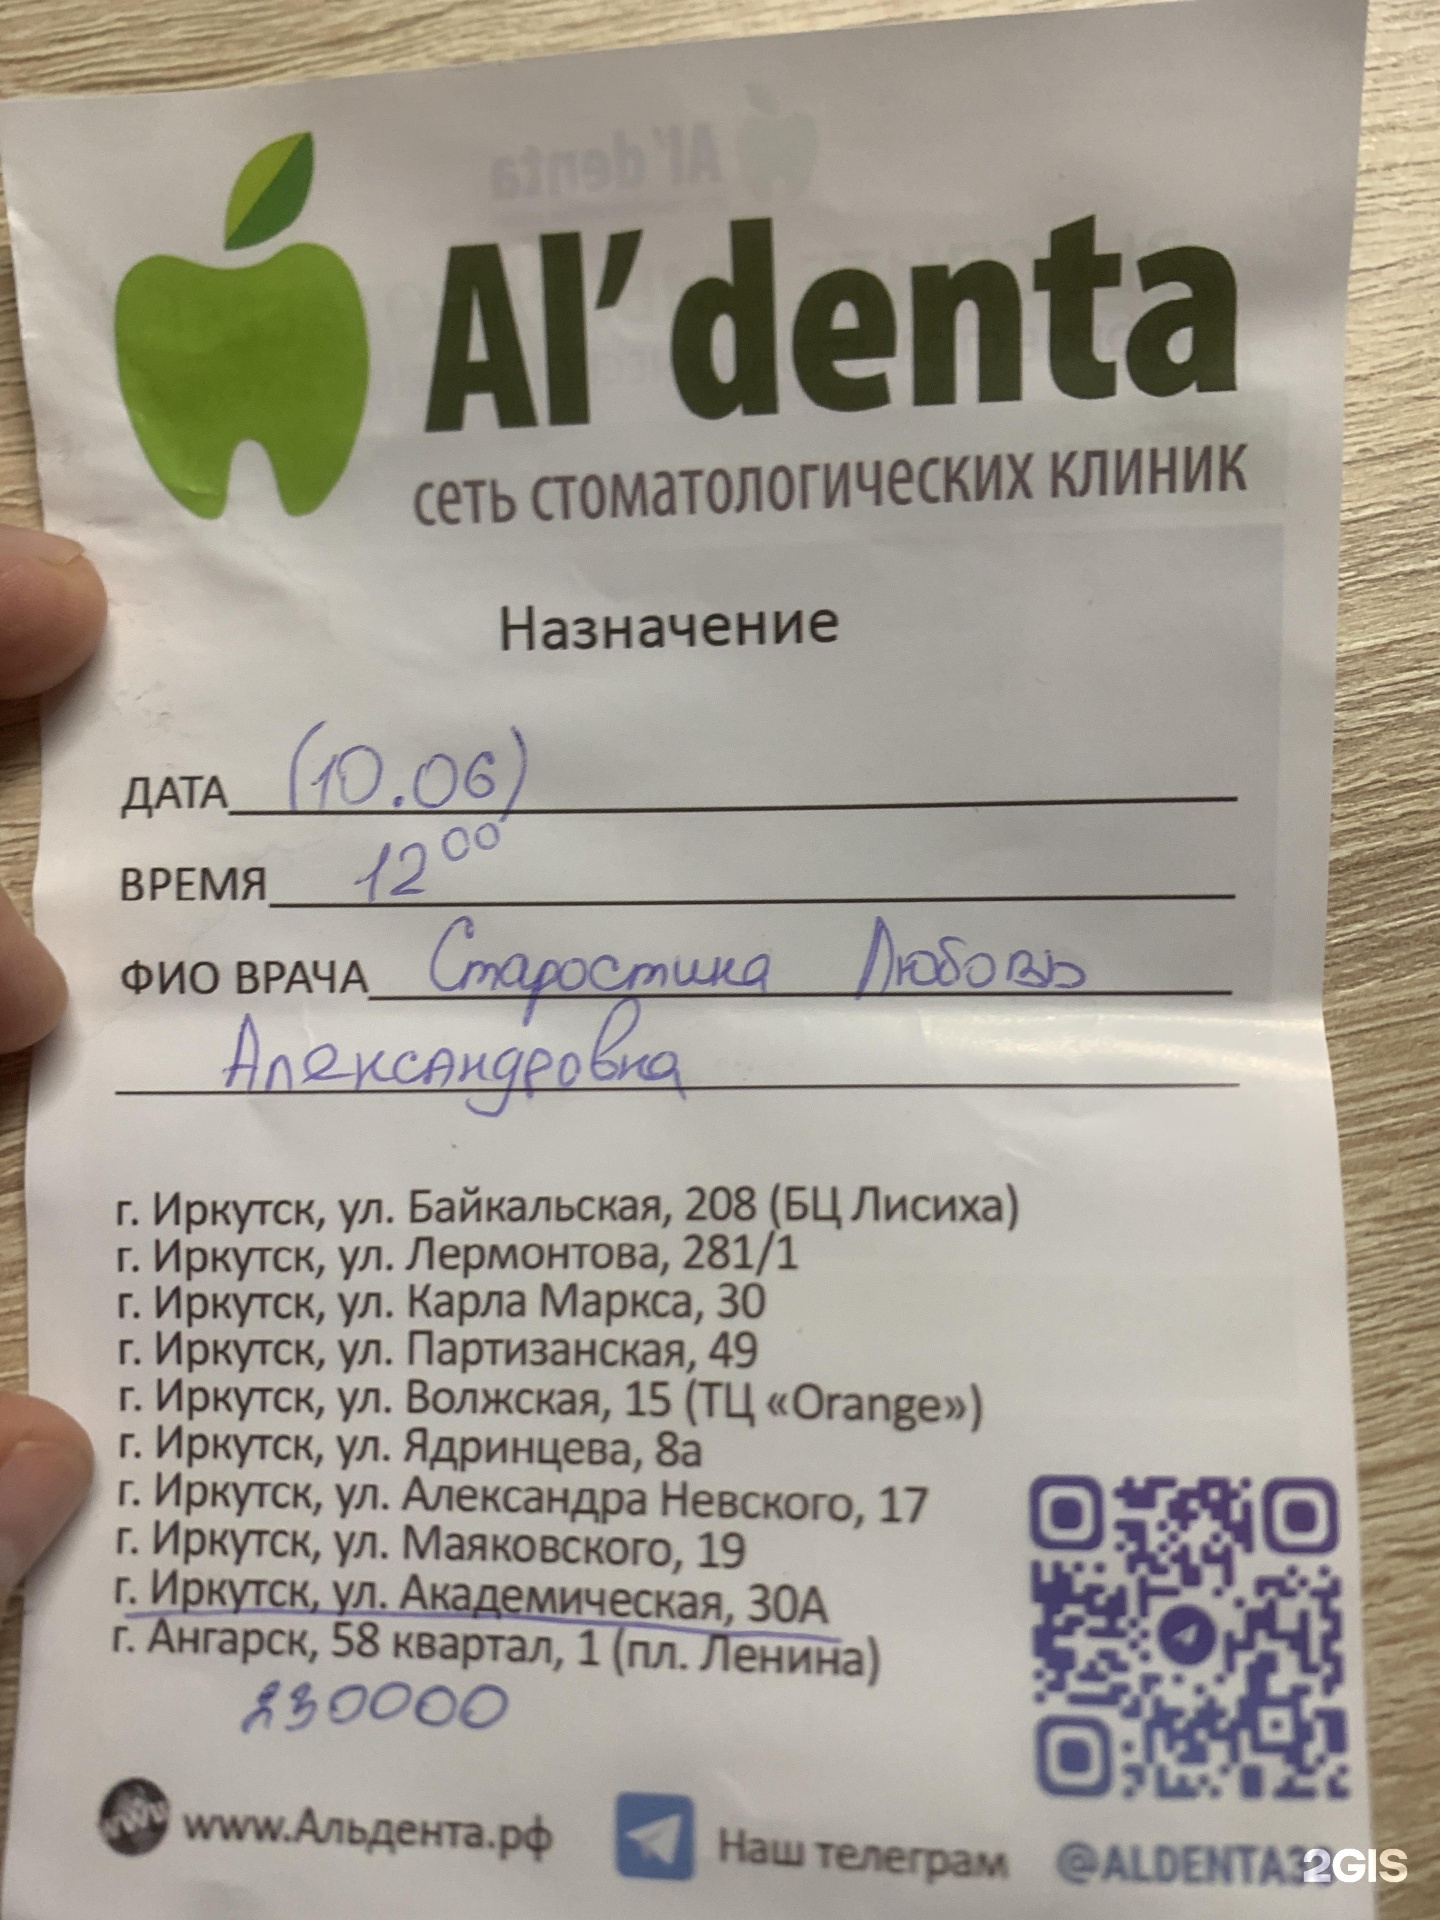 Al'denta
сеть стоматологических клиник
Назначение
ДАТА (10.06)
ВРЕМЯ 12⁰⁰
ФИО ВРАЧА Старостина Любовь
Александровна
г. Иркутск, ул. Байкальская, 208 (БЦ Лисиха)
г. Иркутск, ул. Лермонтова, 281/1
г. Иркутск, ул. Карла Маркса, 30
г. Иркутск, ул. Партизанская, 49
г. Иркутск, ул. Волжская, 15 (ТЦ «Orange»)
г. Иркутск, ул. Ядринцева, 8а
г. Иркутск, ул. Александра Невского, 17
г. Иркутск, ул. Маяковского, 19
г. Иркутск, ул. Академическая, 30А
г. Ангарск, 58 квартал, 1 (пл. Ленина)
230000
www.Альдента.рф Наш телеграм
2GIS